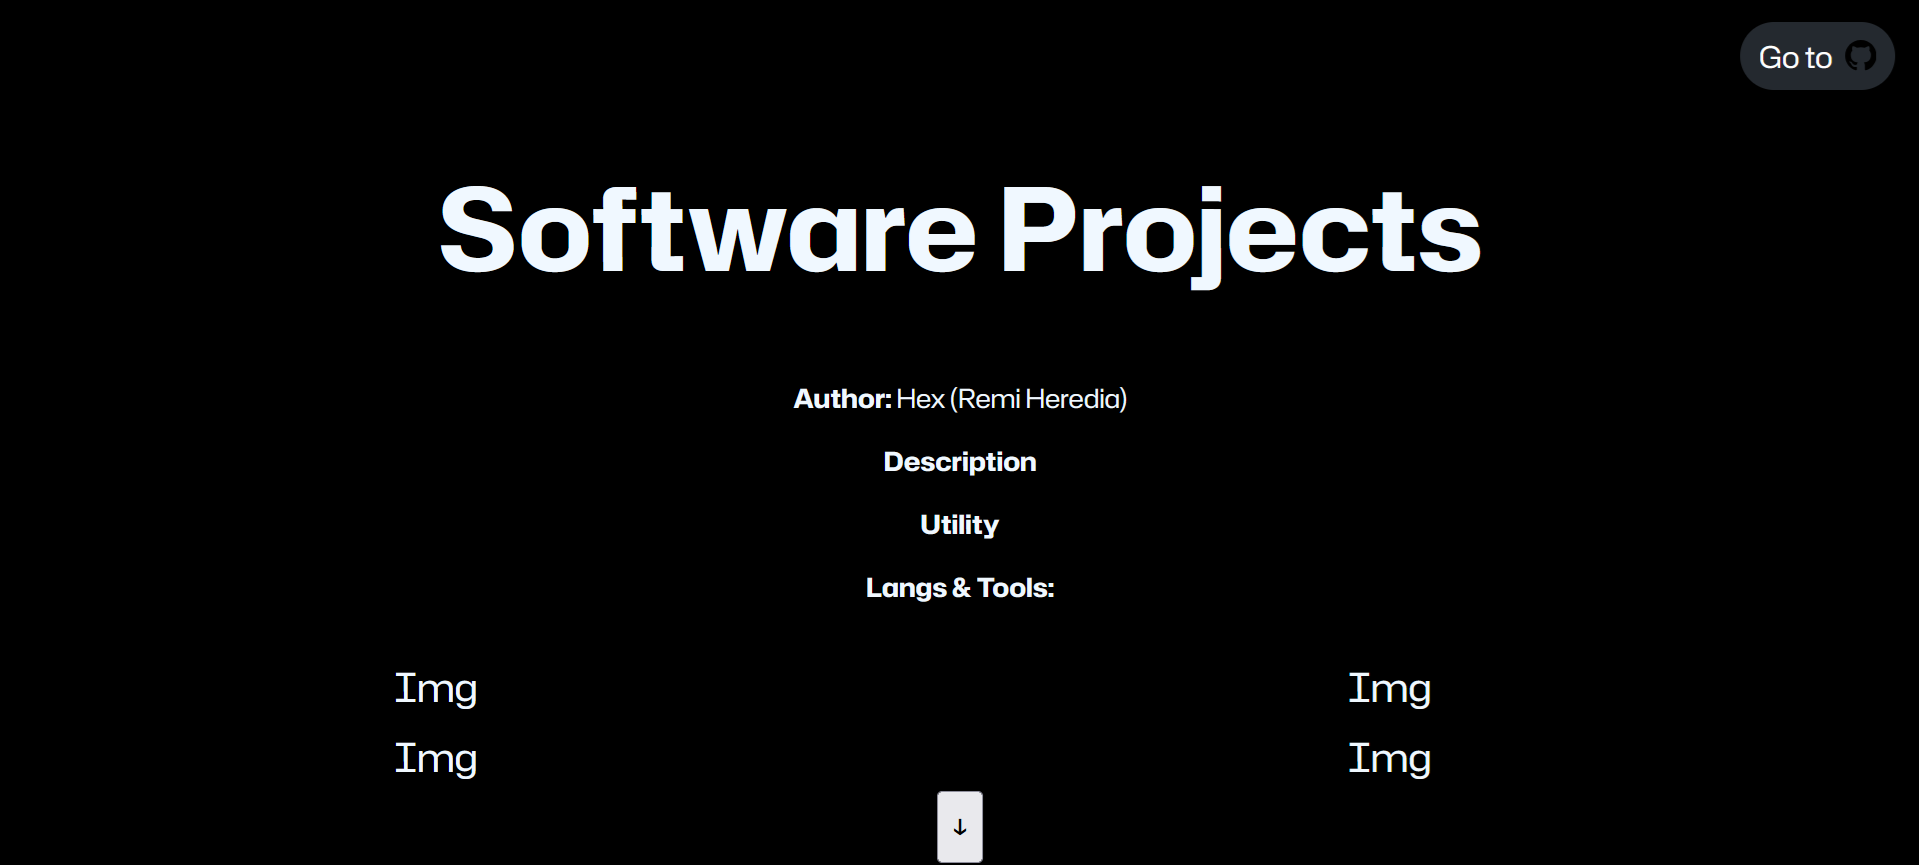 Go to
Software Projects
Author: Hex (Remi Heredia)
Description
Utility
Langs & Tools:
Img Img
Img Img
↓